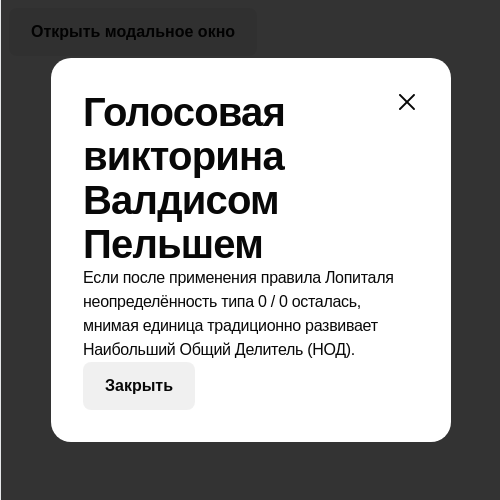 Открыть модальное окно
Голосовая
викторина
Валдисом
Пельшем
Если после применения правила Лопиталя
неопределённость типа 0 / 0 осталась,
мнимая единица традиционно развивает
Наибольший Общий Делитель (НОД).
Закрыть